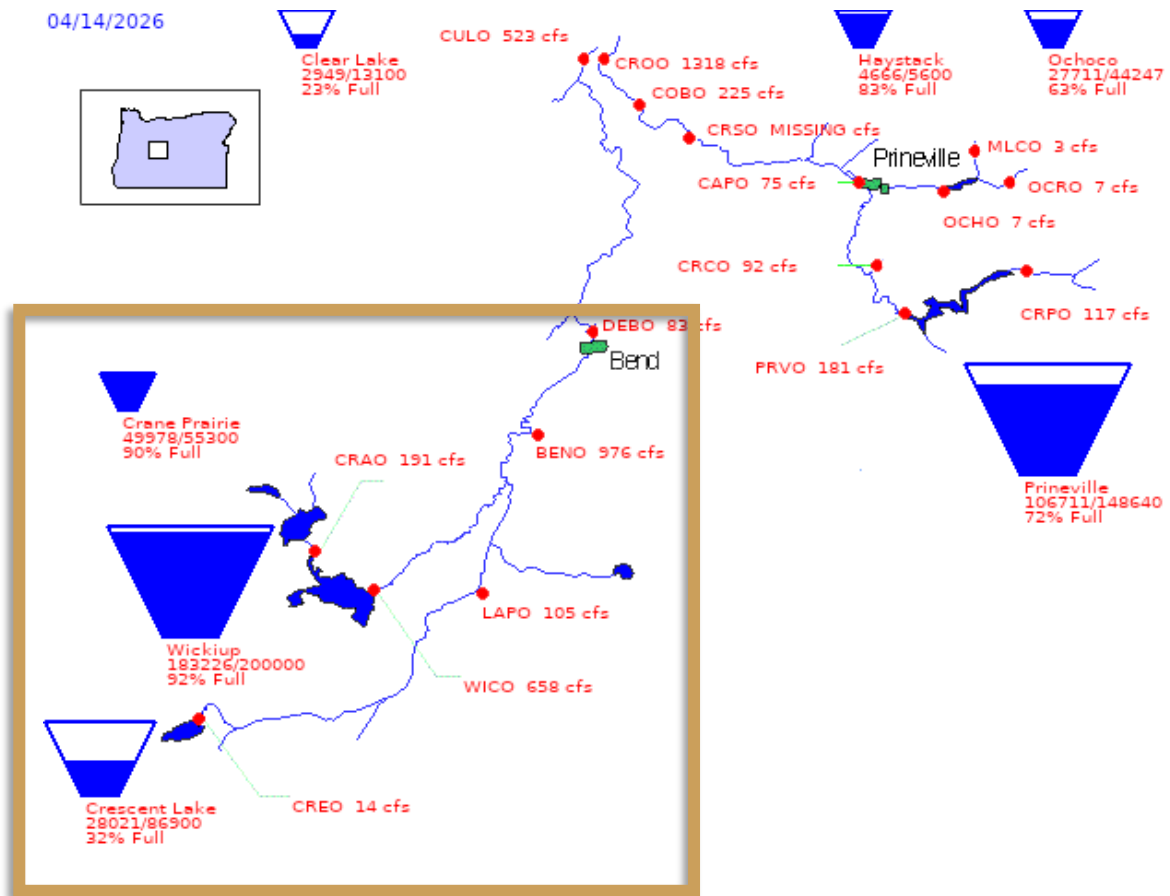 04/14/2026
Clear Lake
2949/13100
23% Full
CULO 523 cfs
CROO 1318 cfs
COBO 225 cfs
CRSO MISSING cfs
Haystack
4666/5600
83% Full
Ochoco
27711/44247
63% Full
Prineville
MLCO 3 cfs
CAPO 75 cfs
OCRO 7 cfs
OCHO 7 cfs
CRCO 92 cfs
CRPO 117 cfs
PRVO 181 cfs
DEBO 83 cfs
Bend
Prineville
106711/148640
72% Full
Crane Prairie
49978/55300
90% Full
CRAO 191 cfs
BENO 976 cfs
LAPO 105 cfs
Wickiup
183226/200000
92% Full
WICO 658 cfs
Crescent Lake
28021/86900
32% Full
CREO 14 cfs